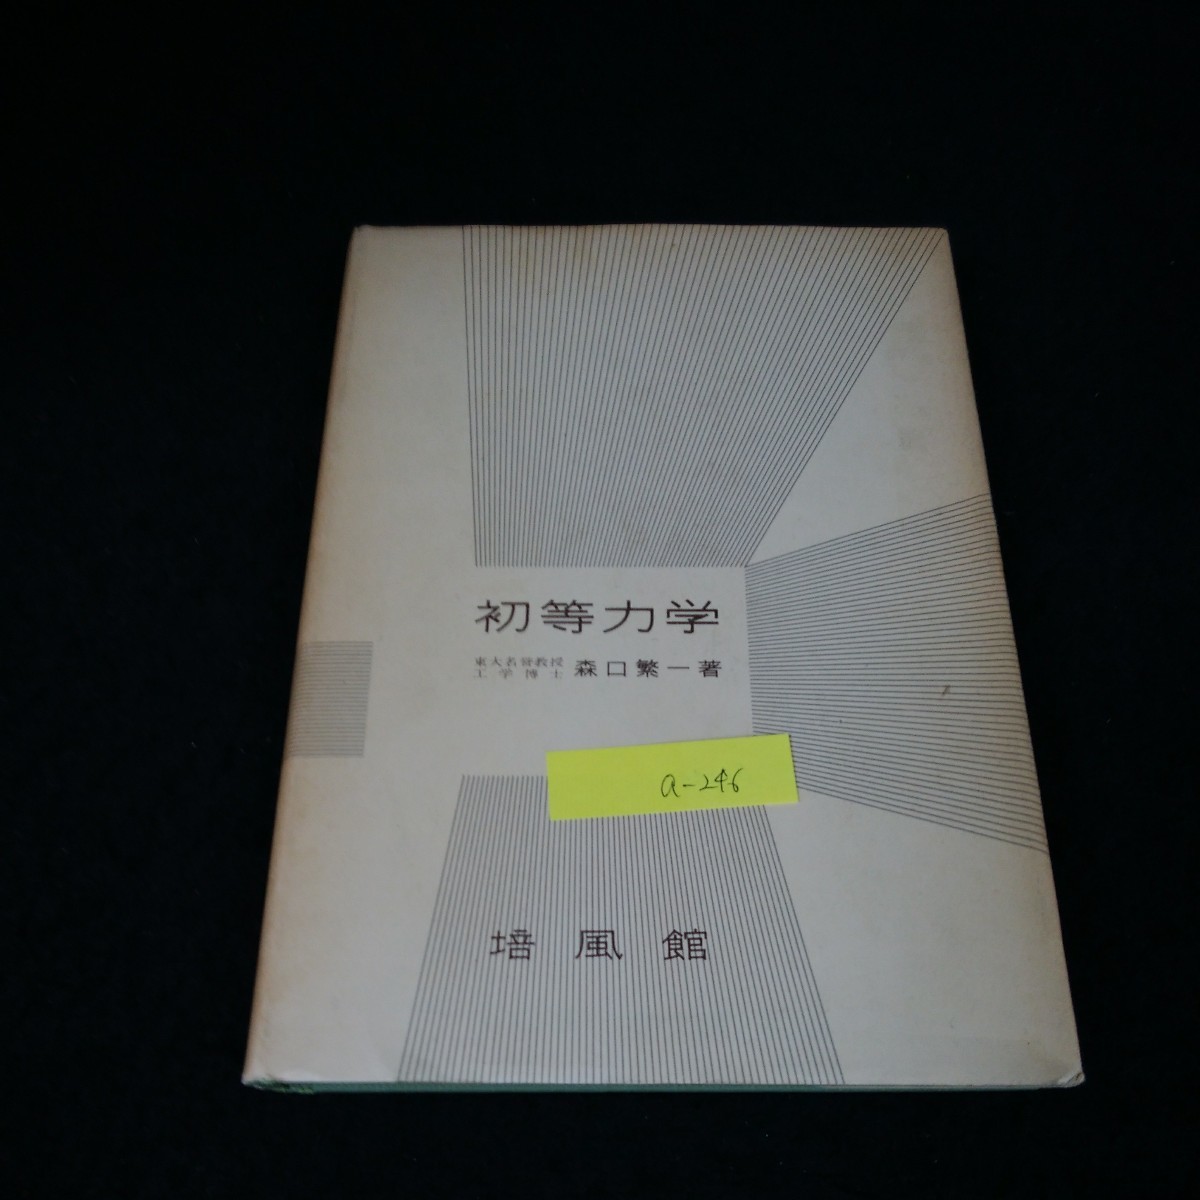 初等力学
東大名誉教授
工学博士
森口繁一著
a-246
培風館